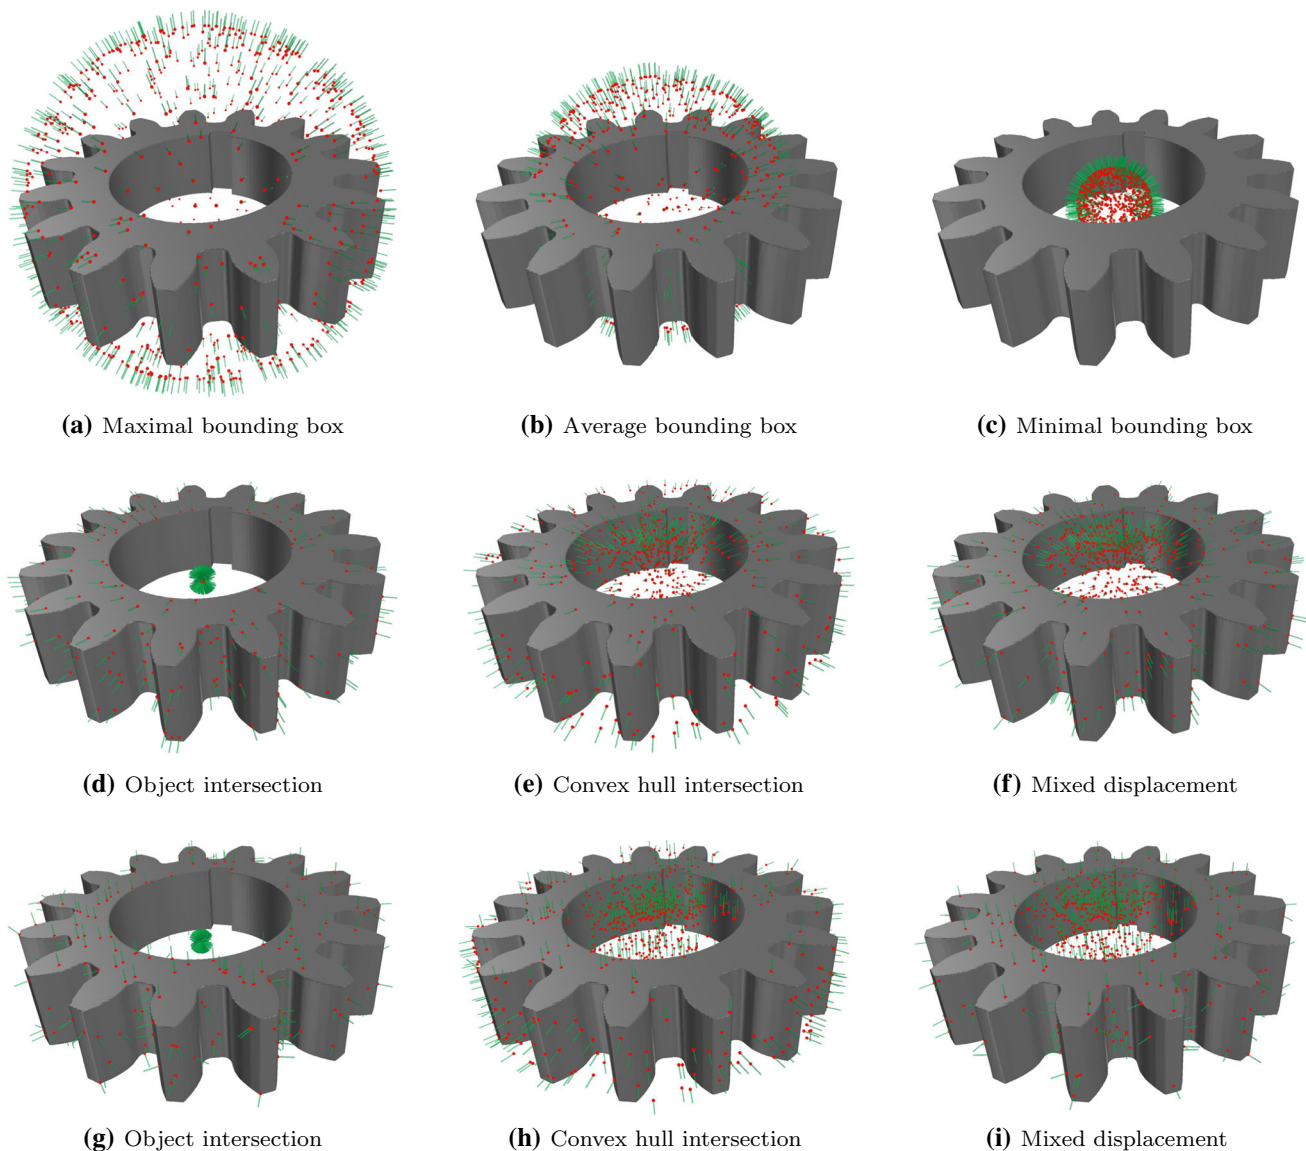 (a) Maximal bounding box
(b) Average bounding box
(c) Minimal bounding box
(d) Object intersection
(e) Convex hull intersection
(f) Mixed displacement
(g) Object intersection
(h) Convex hull intersection
(i) Mixed displacement